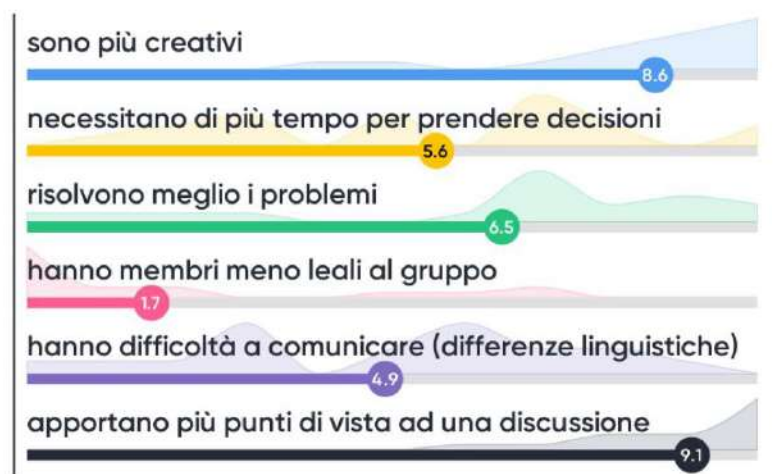 sono più creativi
8.6
necessitano di più tempo per prendere decisioni
5.6
risolvono meglio i problemi
6.5
hanno membri meno leali al gruppo
1.7
hanno difficoltà a comunicare (differenze linguistiche)
4.9
apportano più punti di vista ad una discussione
9.1